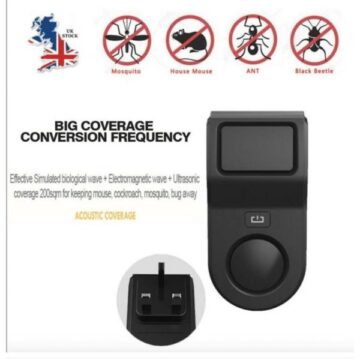 UK
STOCK
Mosquito
House Mouse
ANT
Black Beetle
BIG COVERAGE
CONVERSION FREQUENCY
Effective Simulated biological wave + Electromagnetic wave + Ultrasonic
coverage 200sqm for keeping mouse, cockroach, mosquito, bug away
ACOUSTIC COVERAGE